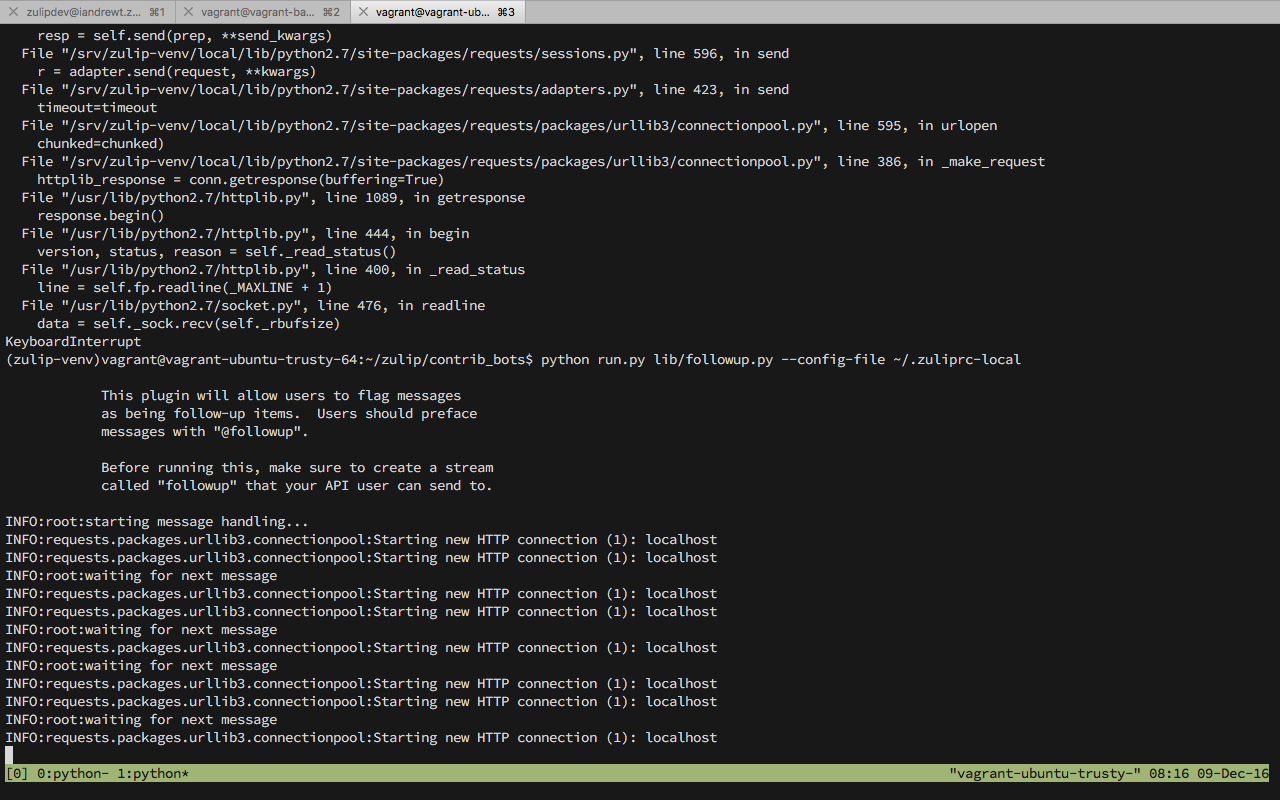 zulipdev@iandrewt.z... ⌘1 vagrant@vagrant-ba... ⌘2 vagrant@vagrant-ub... ⌘3
resp = self.send(prep, **send_kwargs)
File "/srv/zulip-venv/local/lib/python2.7/site-packages/requests/sessions.py", line 596, in send
r = adapter.send(request, **kwargs)
File "/srv/zulip-venv/local/lib/python2.7/site-packages/requests/adapters.py", line 423, in send
timeout=timeout
File "/srv/zulip-venv/local/lib/python2.7/site-packages/requests/packages/urllib3/connectionpool.py", line 595, in urlopen
chunked=chunked)
File "/srv/zulip-venv/local/lib/python2.7/site-packages/requests/packages/urllib3/connectionpool.py", line 386, in _make_request
httplib_response = conn.getresponse(buffering=True)
File "/usr/lib/python2.7/httplib.py", line 1089, in getresponse
response.begin()
File "/usr/lib/python2.7/httplib.py", line 444, in begin
version, status, reason = self._read_status()
File "/usr/lib/python2.7/httplib.py", line 400, in _read_status
line = self.fp.readline(_MAXLINE + 1)
File "/usr/lib/python2.7/socket.py", line 476, in readline
data = self._sock.recv(self._rbufsize)
KeyboardInterrupt
(zulip-venv)vagrant@vagrant-ubuntu-trusty-64:~/zulip/contrib_bots$ python run.py lib/followup.py --config-file ~/.zuliprc-local
This plugin will allow users to flag messages
as being follow-up items.  Users should preface
messages with "@followup".
Before running this, make sure to create a stream
called "followup" that your API user can send to.
INFO:root:starting message handling...
INFO:requests.packages.urllib3.connectionpool:Starting new HTTP connection (1): localhost
INFO:requests.packages.urllib3.connectionpool:Starting new HTTP connection (1): localhost
INFO:root:waiting for next message
INFO:requests.packages.urllib3.connectionpool:Starting new HTTP connection (1): localhost
INFO:requests.packages.urllib3.connectionpool:Starting new HTTP connection (1): localhost
INFO:root:waiting for next message
INFO:requests.packages.urllib3.connectionpool:Starting new HTTP connection (1): localhost
INFO:root:waiting for next message
INFO:requests.packages.urllib3.connectionpool:Starting new HTTP connection (1): localhost
INFO:requests.packages.urllib3.connectionpool:Starting new HTTP connection (1): localhost
INFO:root:waiting for next message
INFO:requests.packages.urllib3.connectionpool:Starting new HTTP connection (1): localhost
[0] 0:python- 1:python* "vagrant-ubuntu-trusty-" 08:16 09-Dec-16